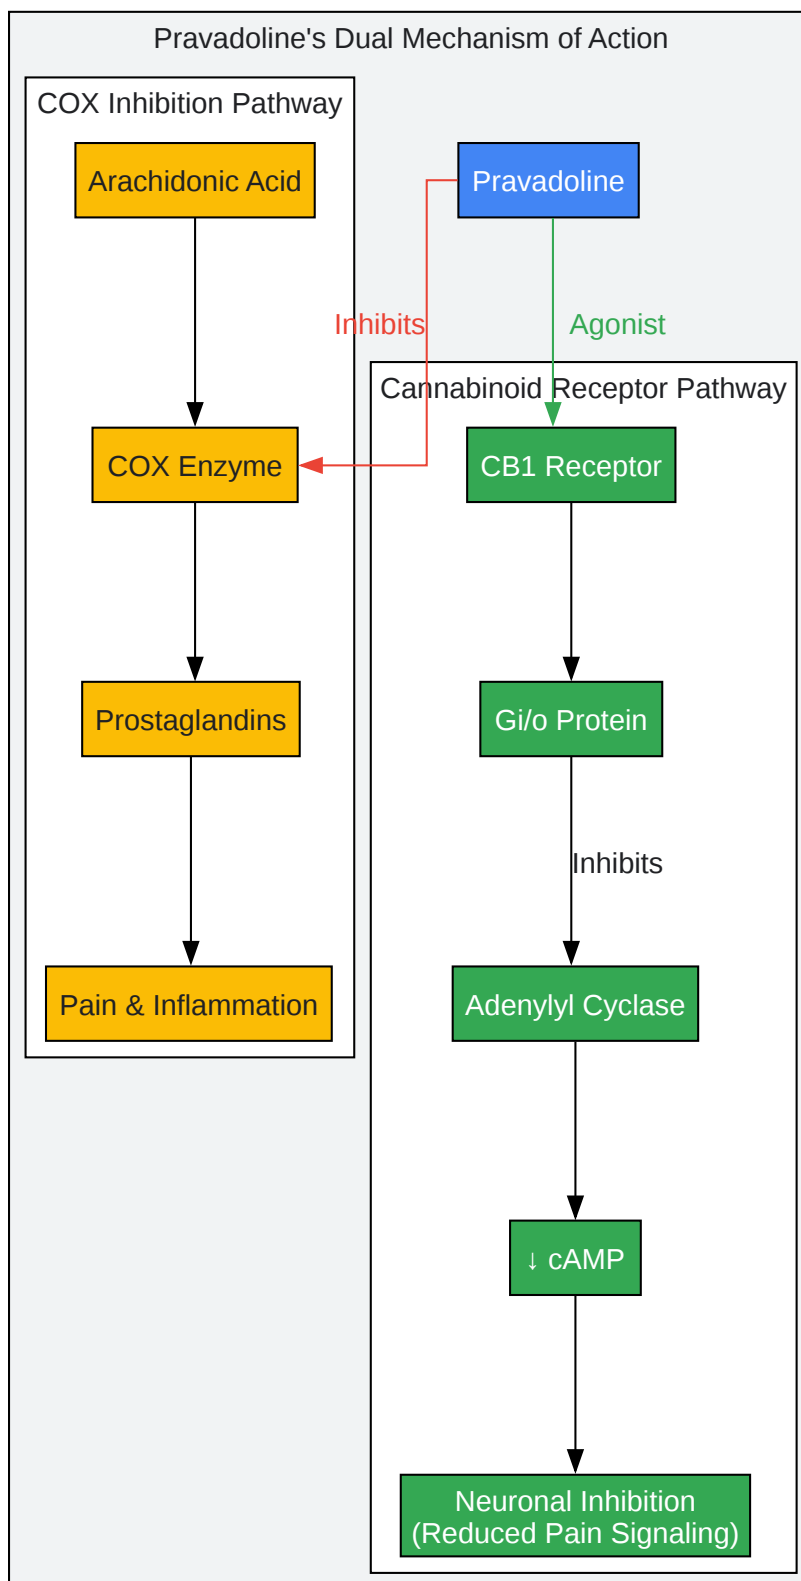 Pravadoline's Dual Mechanism of Action
COX Inhibition Pathway
Arachidonic Acid
Pravadoline
Inhibits
Agonist
Cannabinoid Receptor Pathway
COX Enzyme
CB1 Receptor
Prostaglandins
Gi/o Protein
Inhibits
Pain & Inflammation
Adenylyl Cyclase
↓ cAMP
Neuronal Inhibition
(Reduced Pain Signaling)